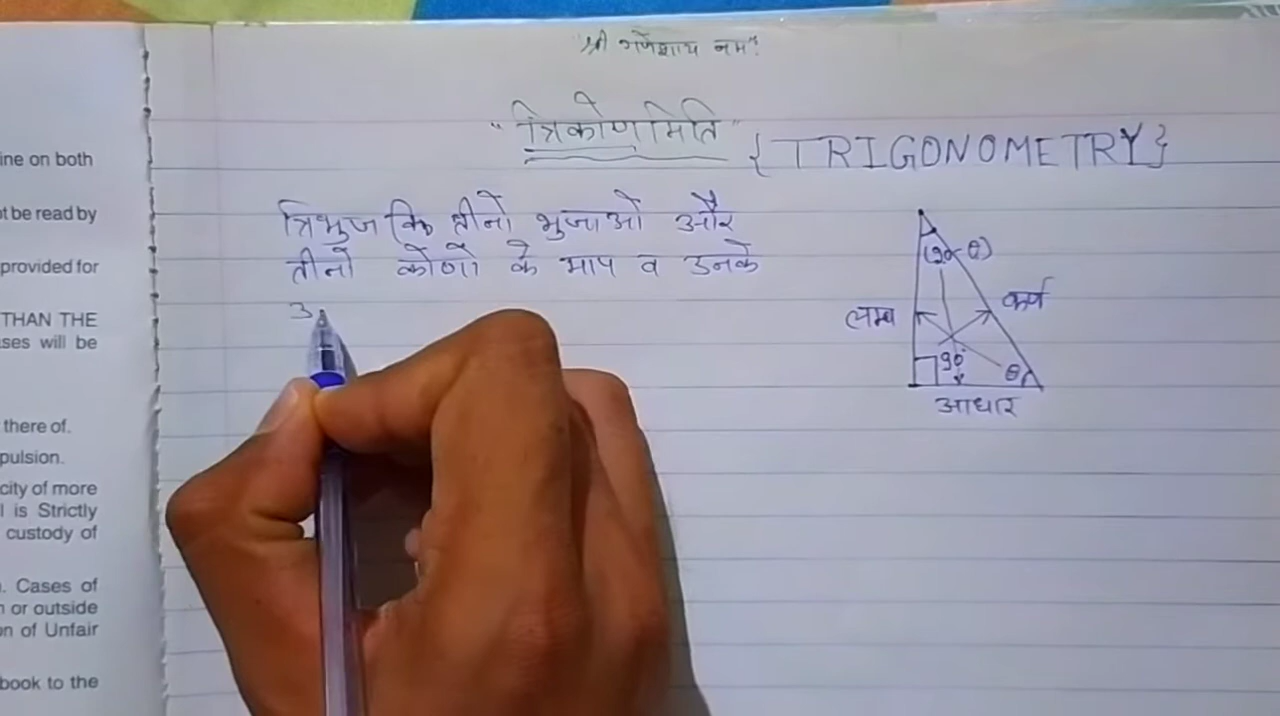 ine on both
ot be read by
provided for
THAN THE
ses will be
there of.
pulsion.
city of more
l is Strictly
custody of
. Cases of
n or outside
on of Unfair
book to the
"श्री गणेशाय नमः"
"त्रिकोणमिति" {TRIGONOMETRY}
त्रिभुज कि तीनों भुजाओं और
तीनों कोणों के माप व उनके
(90-θ)
लम्ब
कर्ण
90°
θ
आधार